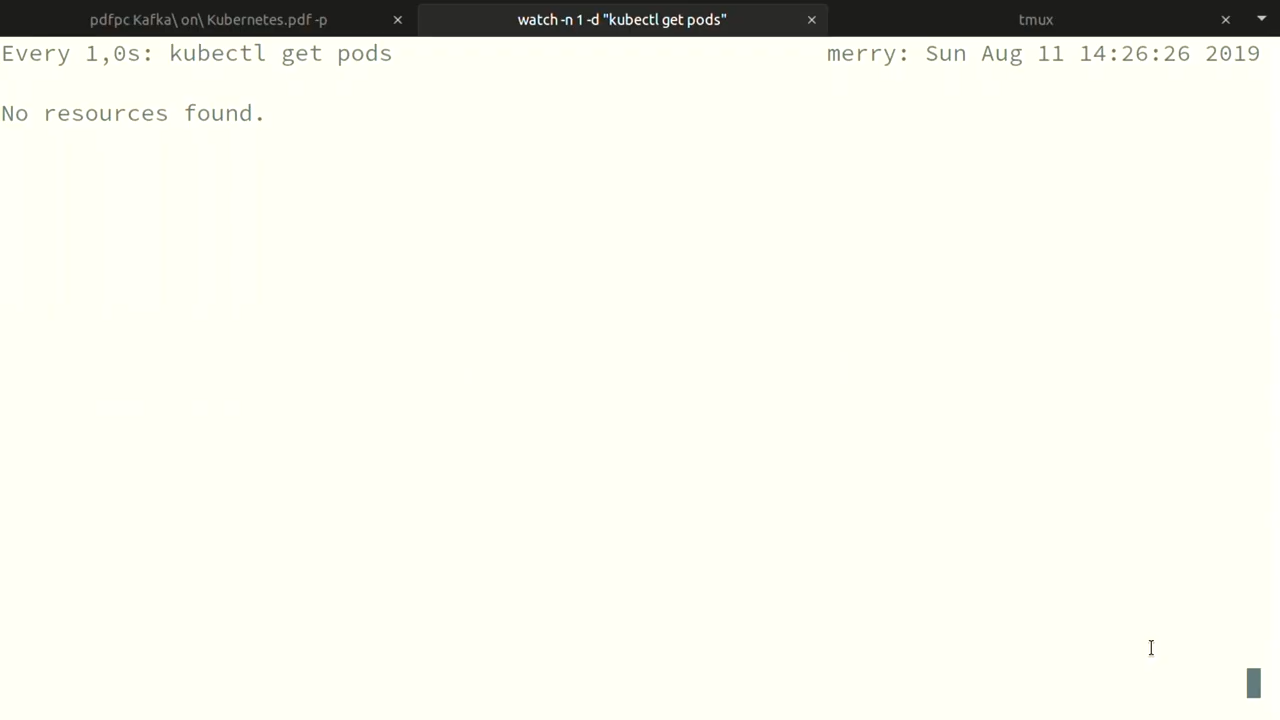 pdfpc Kafka\ on\ Kubernetes.pdf -p × watch -n 1 -d "kubectl get pods" × tmux ×
Every 1,0s: kubectl get pods merry: Sun Aug 11 14:26:26 2019
No resources found.